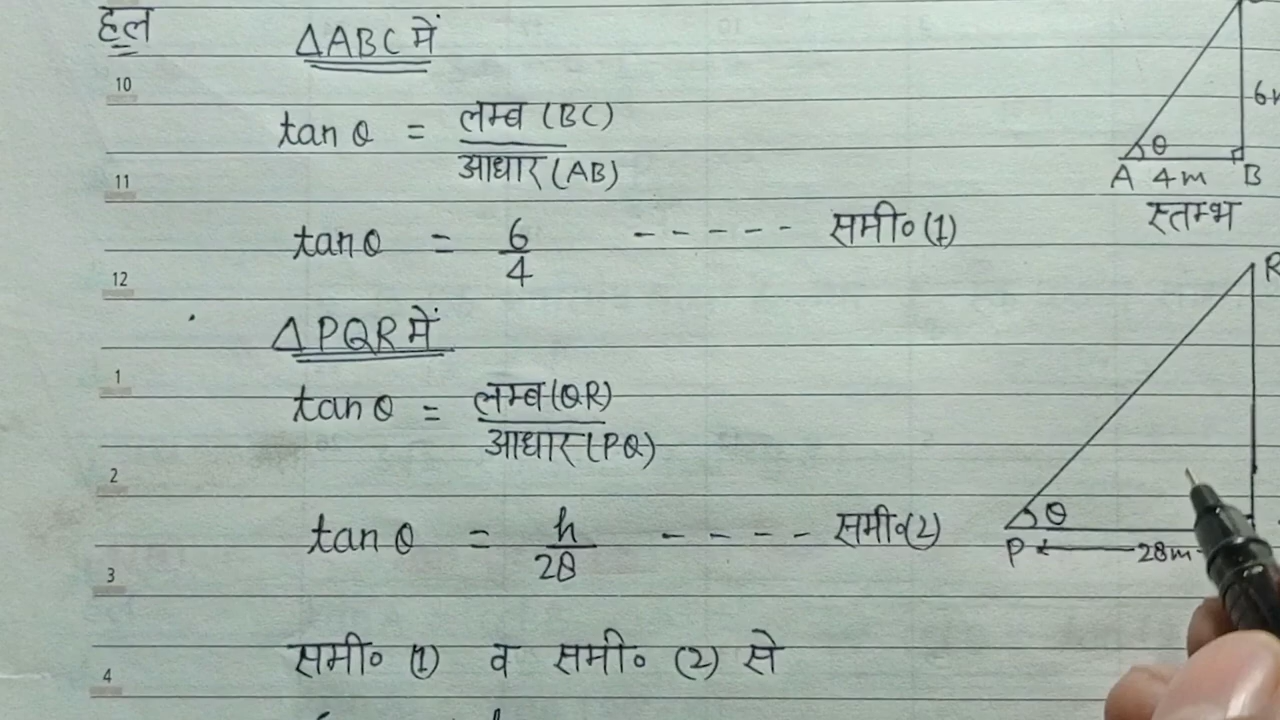 हल
ΔABC में
10
tan θ = लम्ब (BC) / आधार (AB)
11
tan θ = 6/4 ----- समी० (1)
12
Δ PQR में
1
tan θ = लम्ब (QR) / आधार (PQ)
2
tan θ = h/28 ---- समी० (2)
3
समी० (1) व समी० (2) से
4
θ
A 4m B
स्तम्भ
R
θ
P 28m